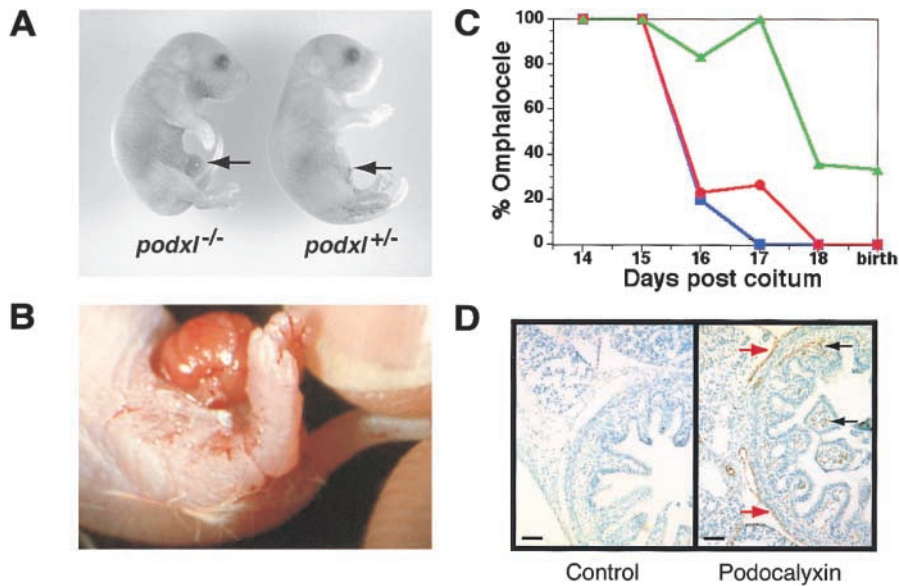 A
podxl-/-
podxl+/-
B
C
% Omphalocele
100
80
60
40
20
0
14
15
16
17
18
birth
Days post coitum
D
Control
Podocalyxin